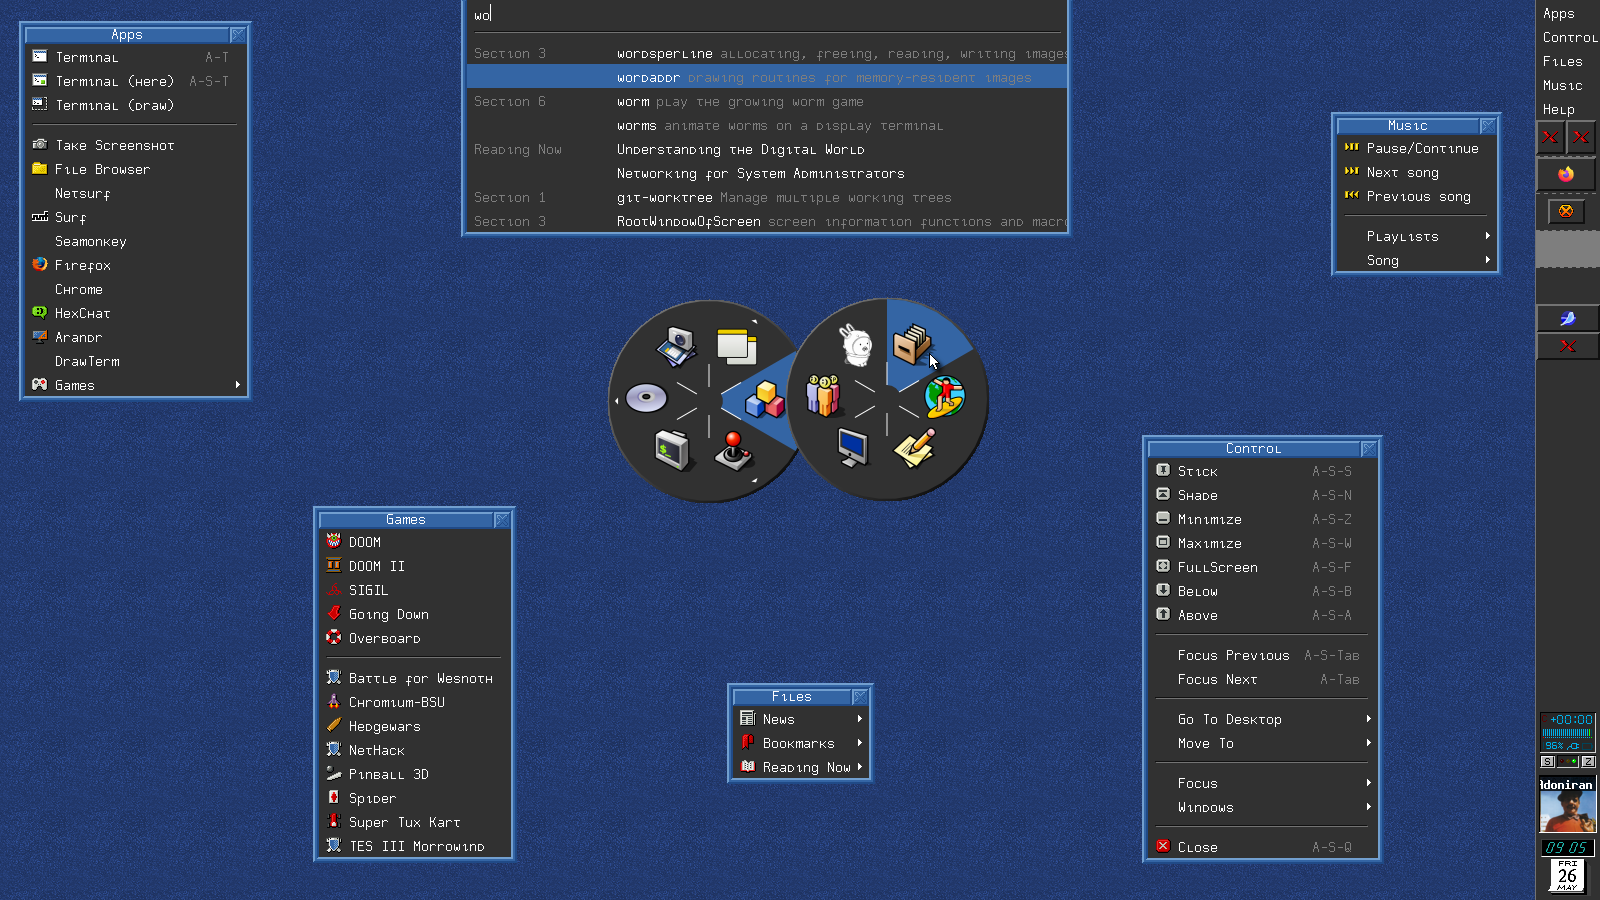 Apps
Terminal A-T
Terminal (Here) A-S-T
Terminal (Draw)
Take Screenshot
File Browser
Netsurf
Surf
Seamonkey
Firefox
Chrome
HexChat
Arandr
DrawTerm
Games
wo
Section 3 wordsperline allocating, freeing, reading, writing images
wordaddr drawing routines for memory-resident images
Section 6 worm play the growing worm game
worms animate worms on a display terminal
Reading Now Understanding the Digital World
Networking for System Administrators
Section 1 git-worktree Manage multiple working trees
Section 3 RootWindowOfScreen screen information functions and macr
Music
Pause/Continue
Next song
Previous song
Playlists
Song
Apps
Control
Files
Music
Help
Games
DOOM
DOOM II
SIGIL
Going Down
Overboard
Battle for Wesnoth
Chromium-BSU
Hedgewars
NetHack
Pinball 3D
Spider
Super Tux Kart
TES III Morrowind
Files
News
Bookmarks
Reading Now
Control
Stick A-S-S
Shade A-S-N
Minimize A-S-Z
Maximize A-S-W
FullScreen A-S-F
Below A-S-B
Above A-S-A
Focus Previous A-S-Tab
Focus Next A-Tab
Go To Desktop
Move To
Focus
Windows
Close A-S-Q
+00:00
96%
S Z
Adoniran
09 05
FRI
26
MAY